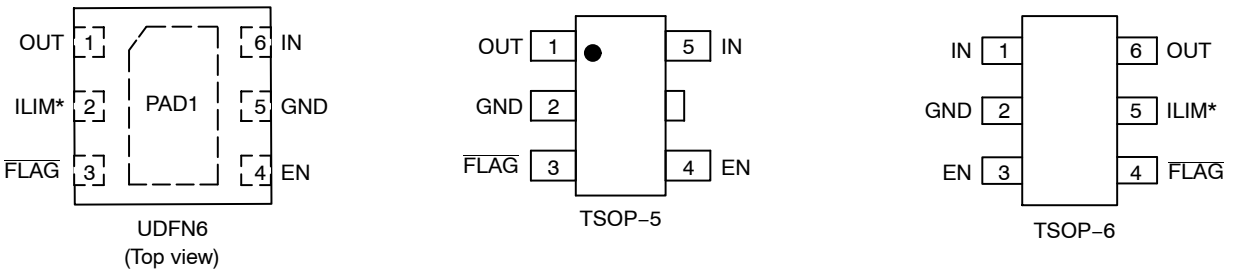 OUT 1 6 IN
ILIM* 2 PAD1 5 GND
FLAG 3 4 EN
UDFN6
(Top view)
OUT 1 5 IN
GND 2
FLAG 3 4 EN
TSOP−5
IN 1 6 OUT
GND 2 5 ILIM*
EN 3 4 FLAG
TSOP−6